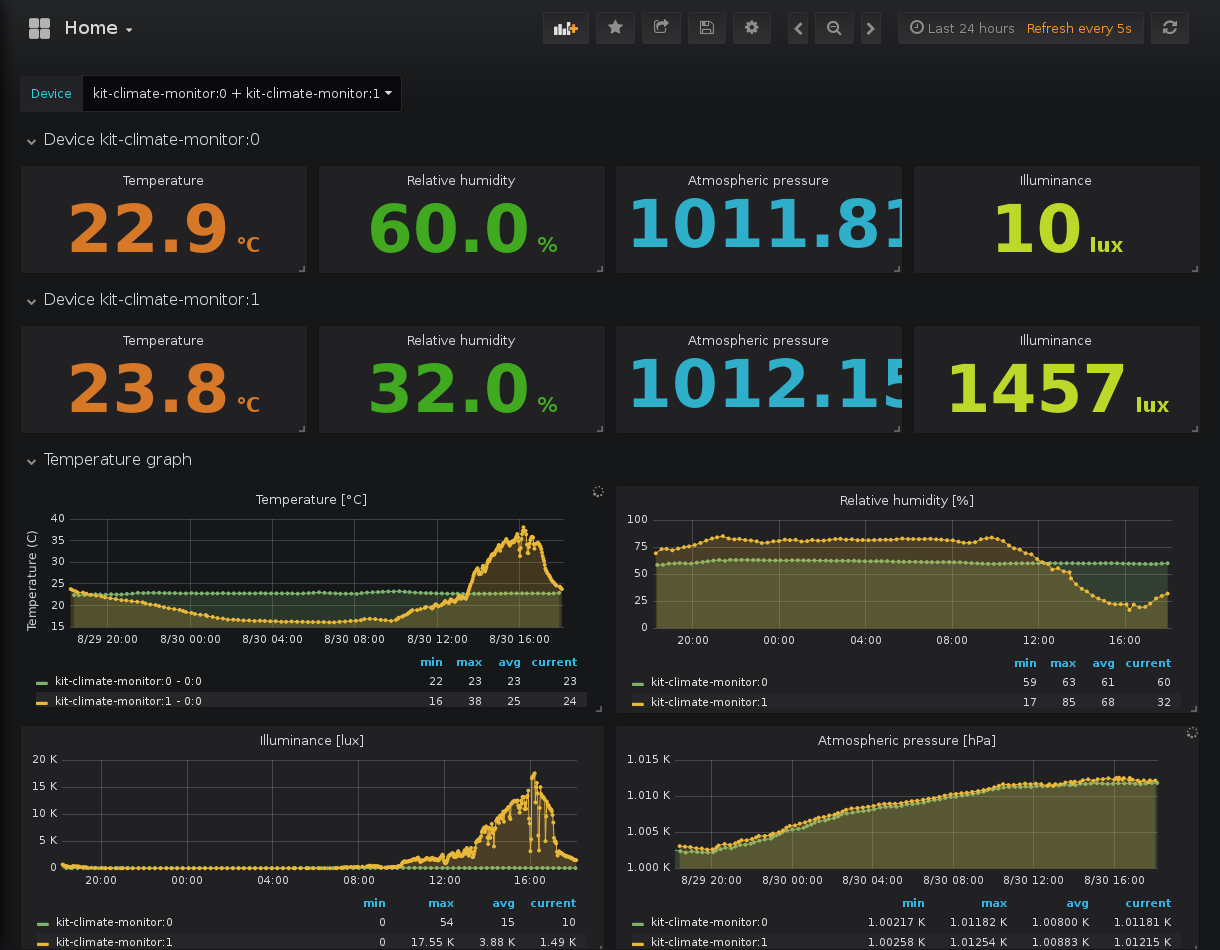 Home
Last 24 hours Refresh every 5s
Device kit-climate-monitor:0 + kit-climate-monitor:1
Device kit-climate-monitor:0
Temperature Relative humidity Atmospheric pressure Illuminance
22.9 °C 60.0 % 1011.81 10 lux
Device kit-climate-monitor:1
Temperature Relative humidity Atmospheric pressure Illuminance
23.8 °C 32.0 % 1012.15 1457 lux
Temperature graph
Temperature [°C]
Temperature (C)
40
35
30
25
20
15
8/29 20:00 8/30 00:00 8/30 04:00 8/30 08:00 8/30 12:00 8/30 16:00
min max avg current
kit-climate-monitor:0 - 0:0 22 23 23 23
kit-climate-monitor:1 - 0:0 16 38 25 24
Relative humidity [%]
100
75
50
25
0
20:00 00:00 04:00 08:00 12:00 16:00
min max avg current
kit-climate-monitor:0 59 63 61 60
kit-climate-monitor:1 17 85 68 32
Illuminance [lux]
20 K
15 K
10 K
5 K
0
20:00 00:00 04:00 08:00 12:00 16:00
min max avg current
kit-climate-monitor:0 0 54 15 10
kit-climate-monitor:1 0 17.55 K 3.88 K 1.49 K
Atmospheric pressure [hPa]
1.015 K
1.010 K
1.005 K
1.000 K
8/29 20:00 8/30 00:00 8/30 04:00 8/30 08:00 8/30 12:00 8/30 16:00
min max avg current
kit-climate-monitor:0 1.00217 K 1.01182 K 1.00800 K 1.01181 K
kit-climate-monitor:1 1.00258 K 1.01254 K 1.00883 K 1.01215 K